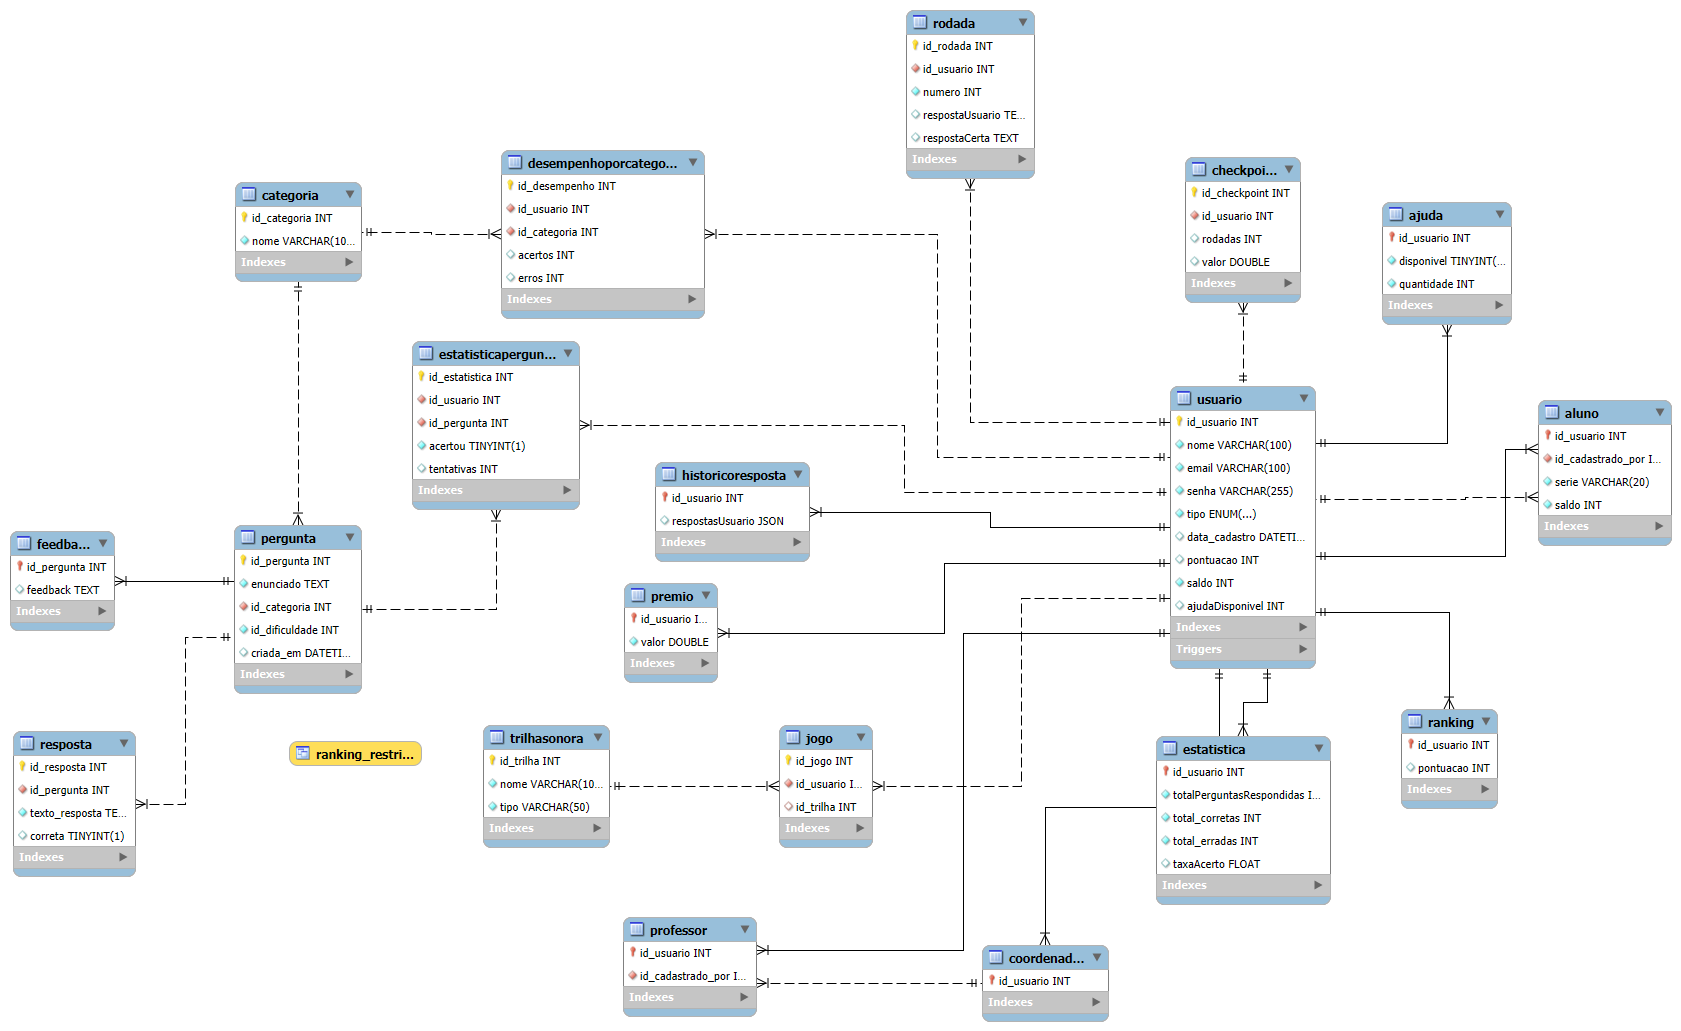 rodada
id_rodada INT
id_usuario INT
numero INT
respostaUsuario TE...
respostaCerta TEXT
Indexes
desempenhoporcatego...
id_desempenho INT
id_usuario INT
id_categoria INT
acertos INT
erros INT
Indexes
checkpoi...
id_checkpoint INT
id_usuario INT
rodadas INT
valor DOUBLE
Indexes
categoria
id_categoria INT
nome VARCHAR(10...
Indexes
ajuda
id_usuario INT
disponivel TINYINT(...
quantidade INT
Indexes
estatisticapergun...
id_estatistica INT
id_usuario INT
id_pergunta INT
acertou TINYINT(1)
tentativas INT
Indexes
usuario
id_usuario INT
nome VARCHAR(100)
email VARCHAR(100)
senha VARCHAR(255)
tipo ENUM(...)
data_cadastro DATETI...
pontuacao INT
saldo INT
ajudaDisponivel INT
Indexes
Triggers
aluno
id_usuario INT
id_cadastrado_por I...
serie VARCHAR(20)
saldo INT
Indexes
historicoresposta
id_usuario INT
respostasUsuario JSON
Indexes
feedba...
id_pergunta INT
feedback TEXT
Indexes
pergunta
id_pergunta INT
enunciado TEXT
id_categoria INT
id_dificuldade INT
criada_em DATETI...
Indexes
premio
id_usuario I...
valor DOUBLE
Indexes
resposta
id_resposta INT
id_pergunta INT
texto_resposta TE...
correta TINYINT(1)
Indexes
ranking_restri...
trilhasonora
id_trilha INT
nome VARCHAR(10...
tipo VARCHAR(50)
Indexes
jogo
id_jogo INT
id_usuario I...
id_trilha INT
Indexes
estatistica
id_usuario INT
totalPerguntasRespondidas I...
total_corretas INT
total_erradas INT
taxaAcerto FLOAT
Indexes
ranking
id_usuario INT
pontuacao INT
Indexes
professor
id_usuario INT
id_cadastrado_por I...
Indexes
coordenad...
id_usuario INT
Indexes